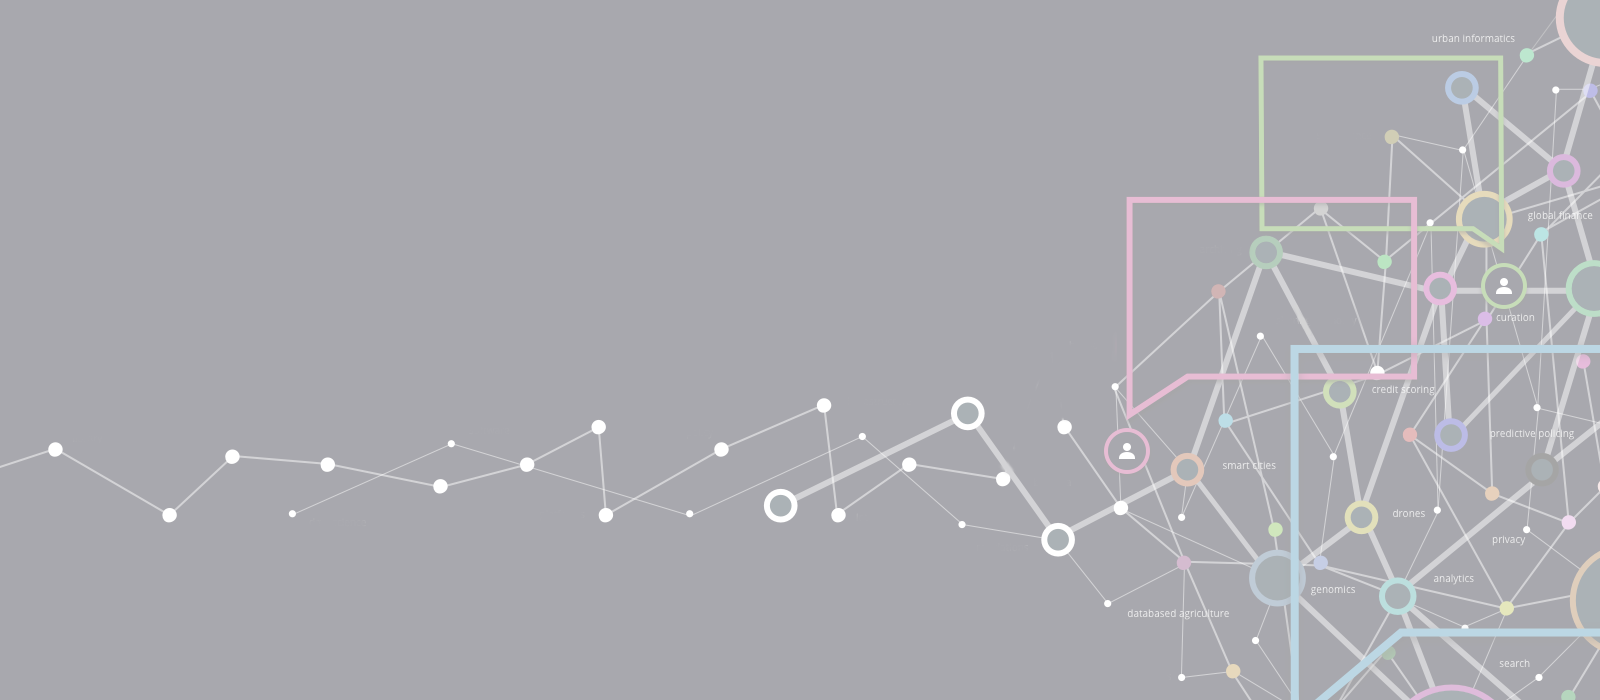 urban informatics
global finance
curation
credit scoring
predictive policing
smart cities
drones
privacy
analytics
genomics
databased agriculture
search